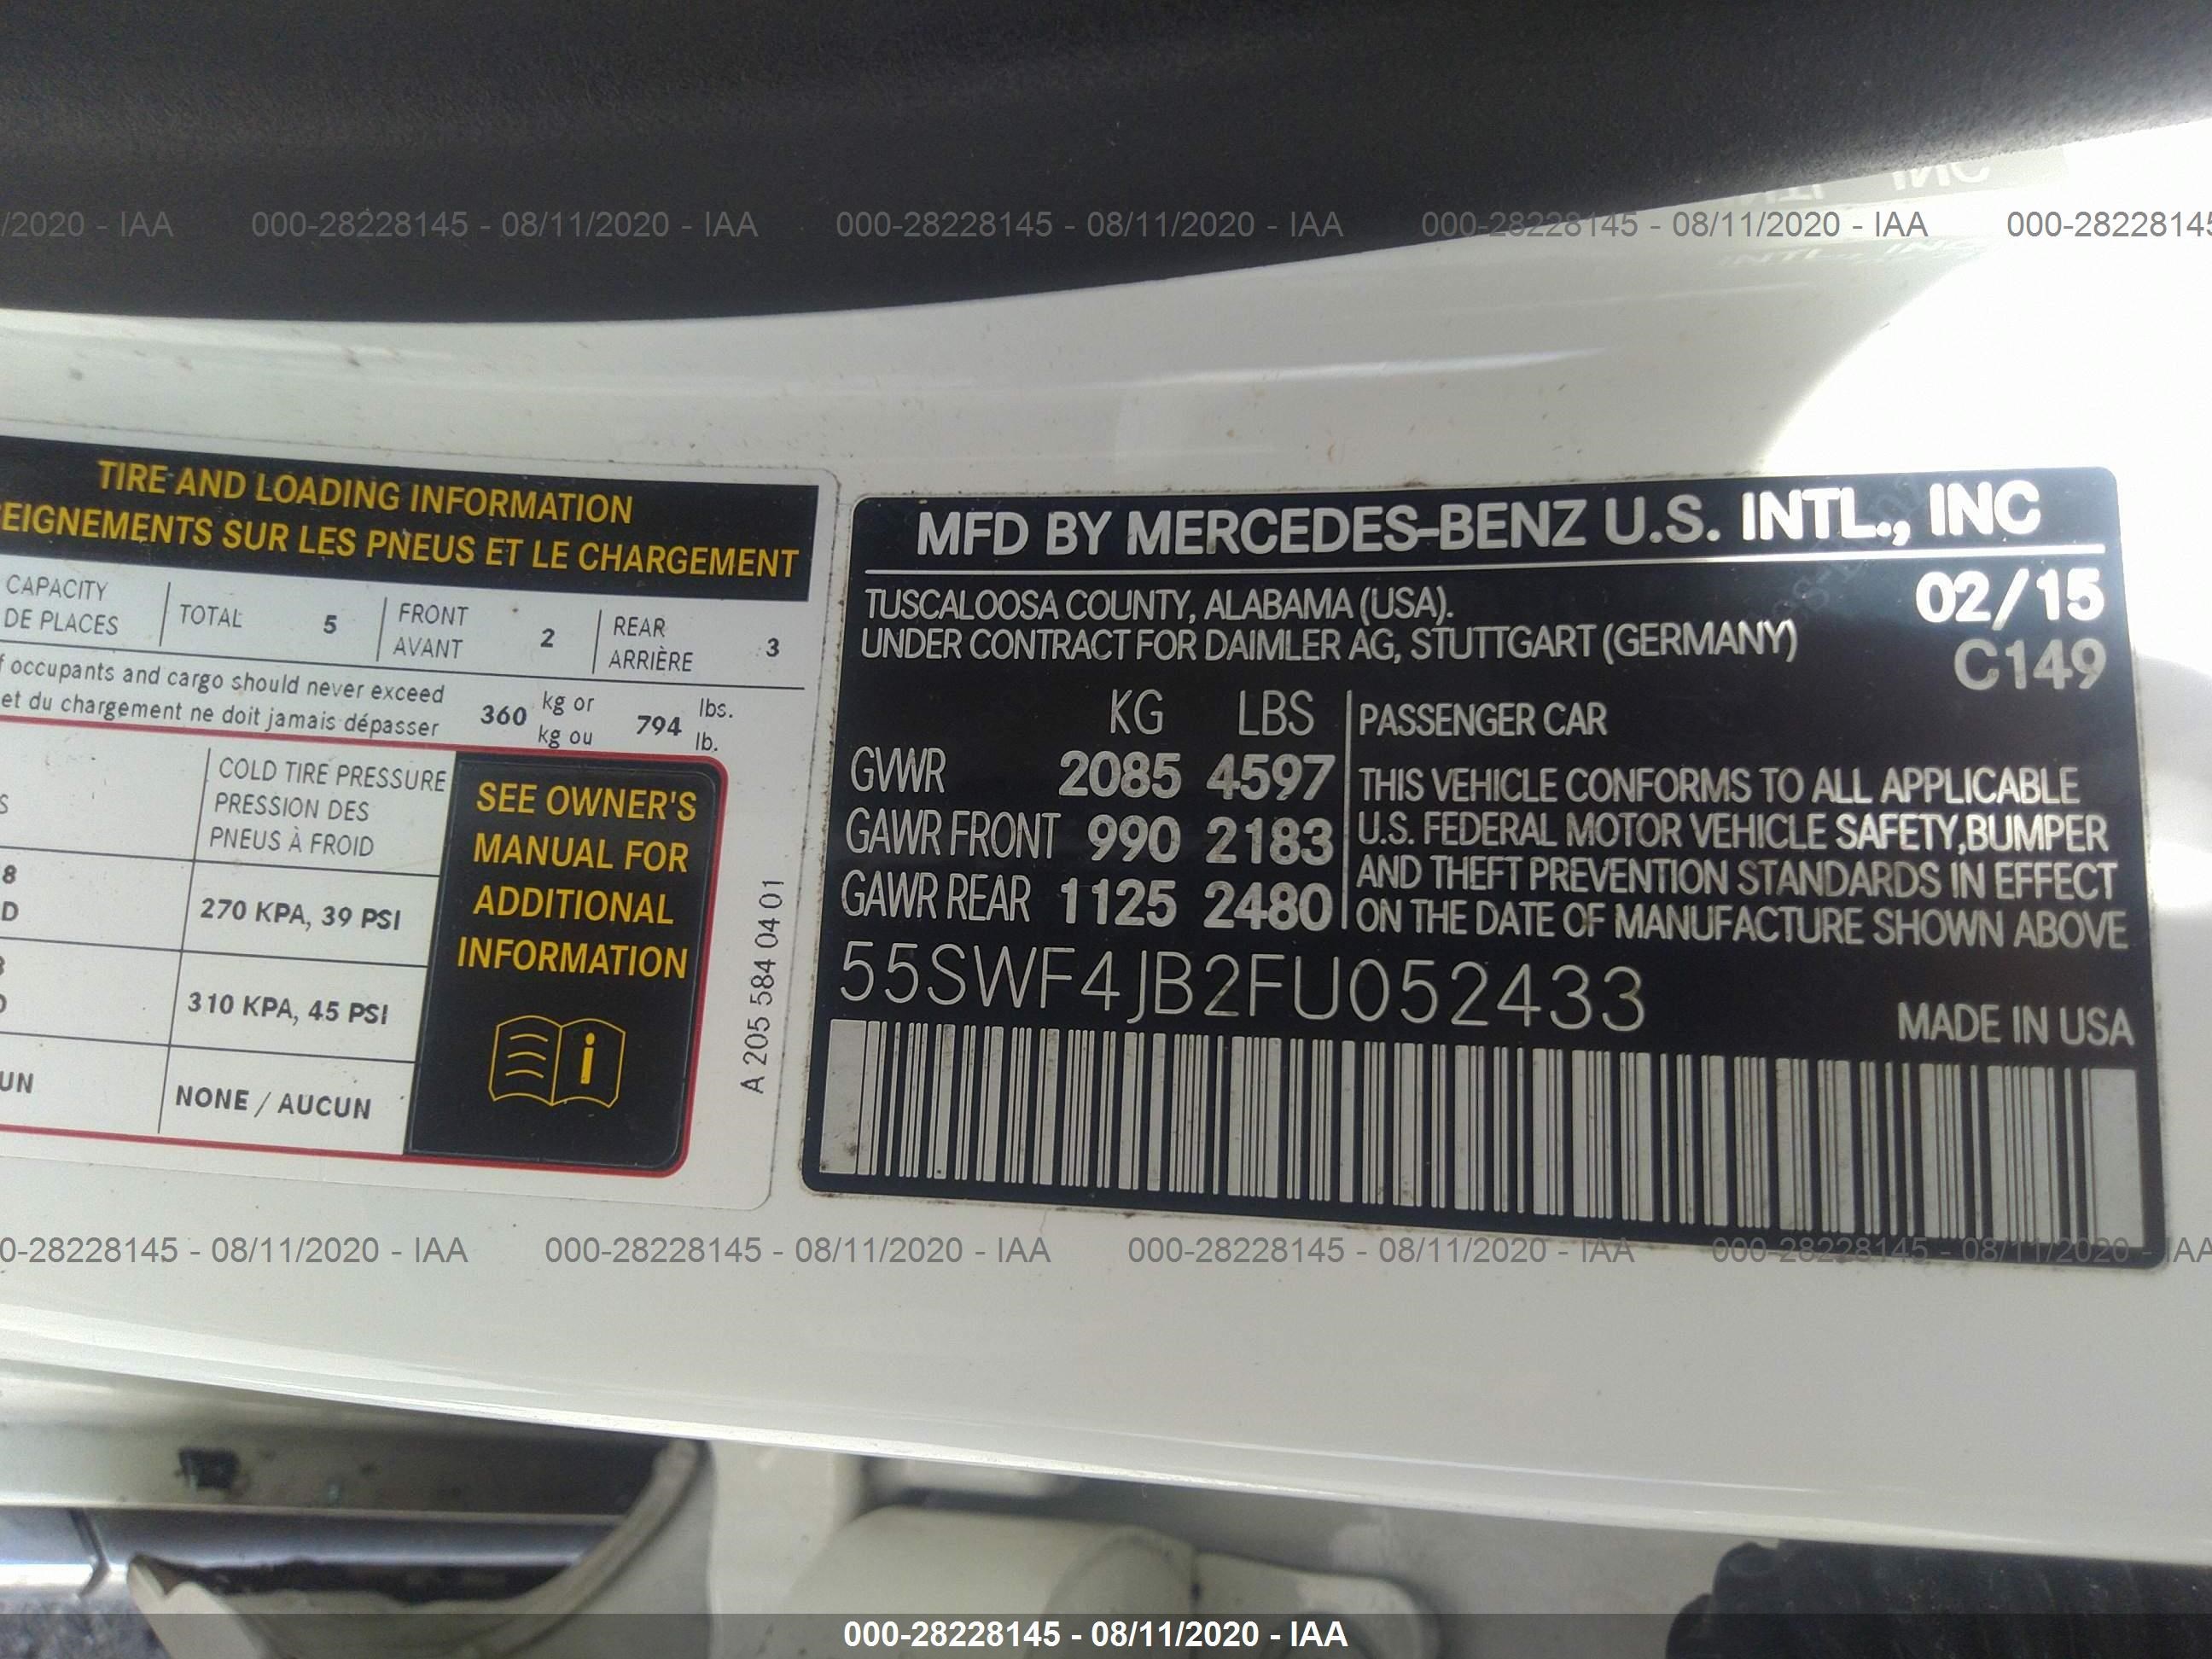 /2020 - IAA 000-28228145 - 08/11/2020 - IAA 000-28228145 - 08/11/2020 - IAA 000-28228145 - 08/11/2020 - IAA 000-28228145
TIRE AND LOADING INFORMATION
EIGNEMENTS SUR LES PNEUS ET LE CHARGEMENT
CAPACITY
DE PLACES
TOTAL 5
FRONT
AVANT
2
REAR
ARRIÈRE
3
f occupants and cargo should never exceed
et du chargement ne doit jamais dépasser
360
kg or
kg ou
794
lbs.
lb.
S
COLD TIRE PRESSURE
PRESSION DES
PNEUS À FROID
8
D
270 KPA, 39 PSI
310 KPA, 45 PSI
UN
NONE / AUCUN
SEE OWNER'S
MANUAL FOR
ADDITIONAL
INFORMATION
i
A 205 584 04 01
MFD BY MERCEDES-BENZ U.S. INTL., INC
TUSCALOOSA COUNTY, ALABAMA (USA). 02/15
UNDER CONTRACT FOR DAIMLER AG, STUTTGART (GERMANY) C149
KG LBS
GVWR 2085 4597
GAWR FRONT 990 2183
GAWR REAR 1125 2480
PASSENGER CAR
THIS VEHICLE CONFORMS TO ALL APPLICABLE
U.S. FEDERAL MOTOR VEHICLE SAFETY,BUMPER
AND THEFT PREVENTION STANDARDS IN EFFECT
ON THE DATE OF MANUFACTURE SHOWN ABOVE
55SWF4JB2FU052433
MADE IN USA
0-28228145 - 08/11/2020 - IAA 000-28228145 - 08/11/2020 - IAA 000-28228145 - 08/11/2020 - IAA 000-28228145 - 08/11/2020 - IAA
000-28228145 - 08/11/2020 - IAA